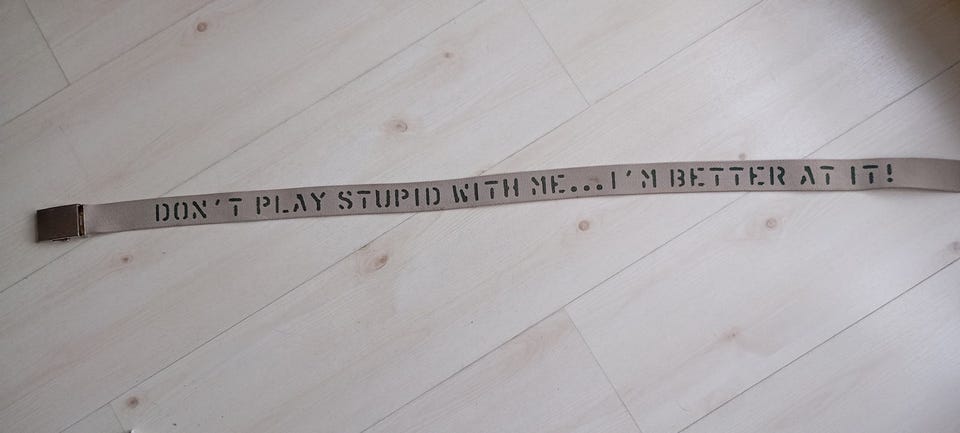 DON'T PLAY STUPID WITH ME...I'M BETTER AT IT!